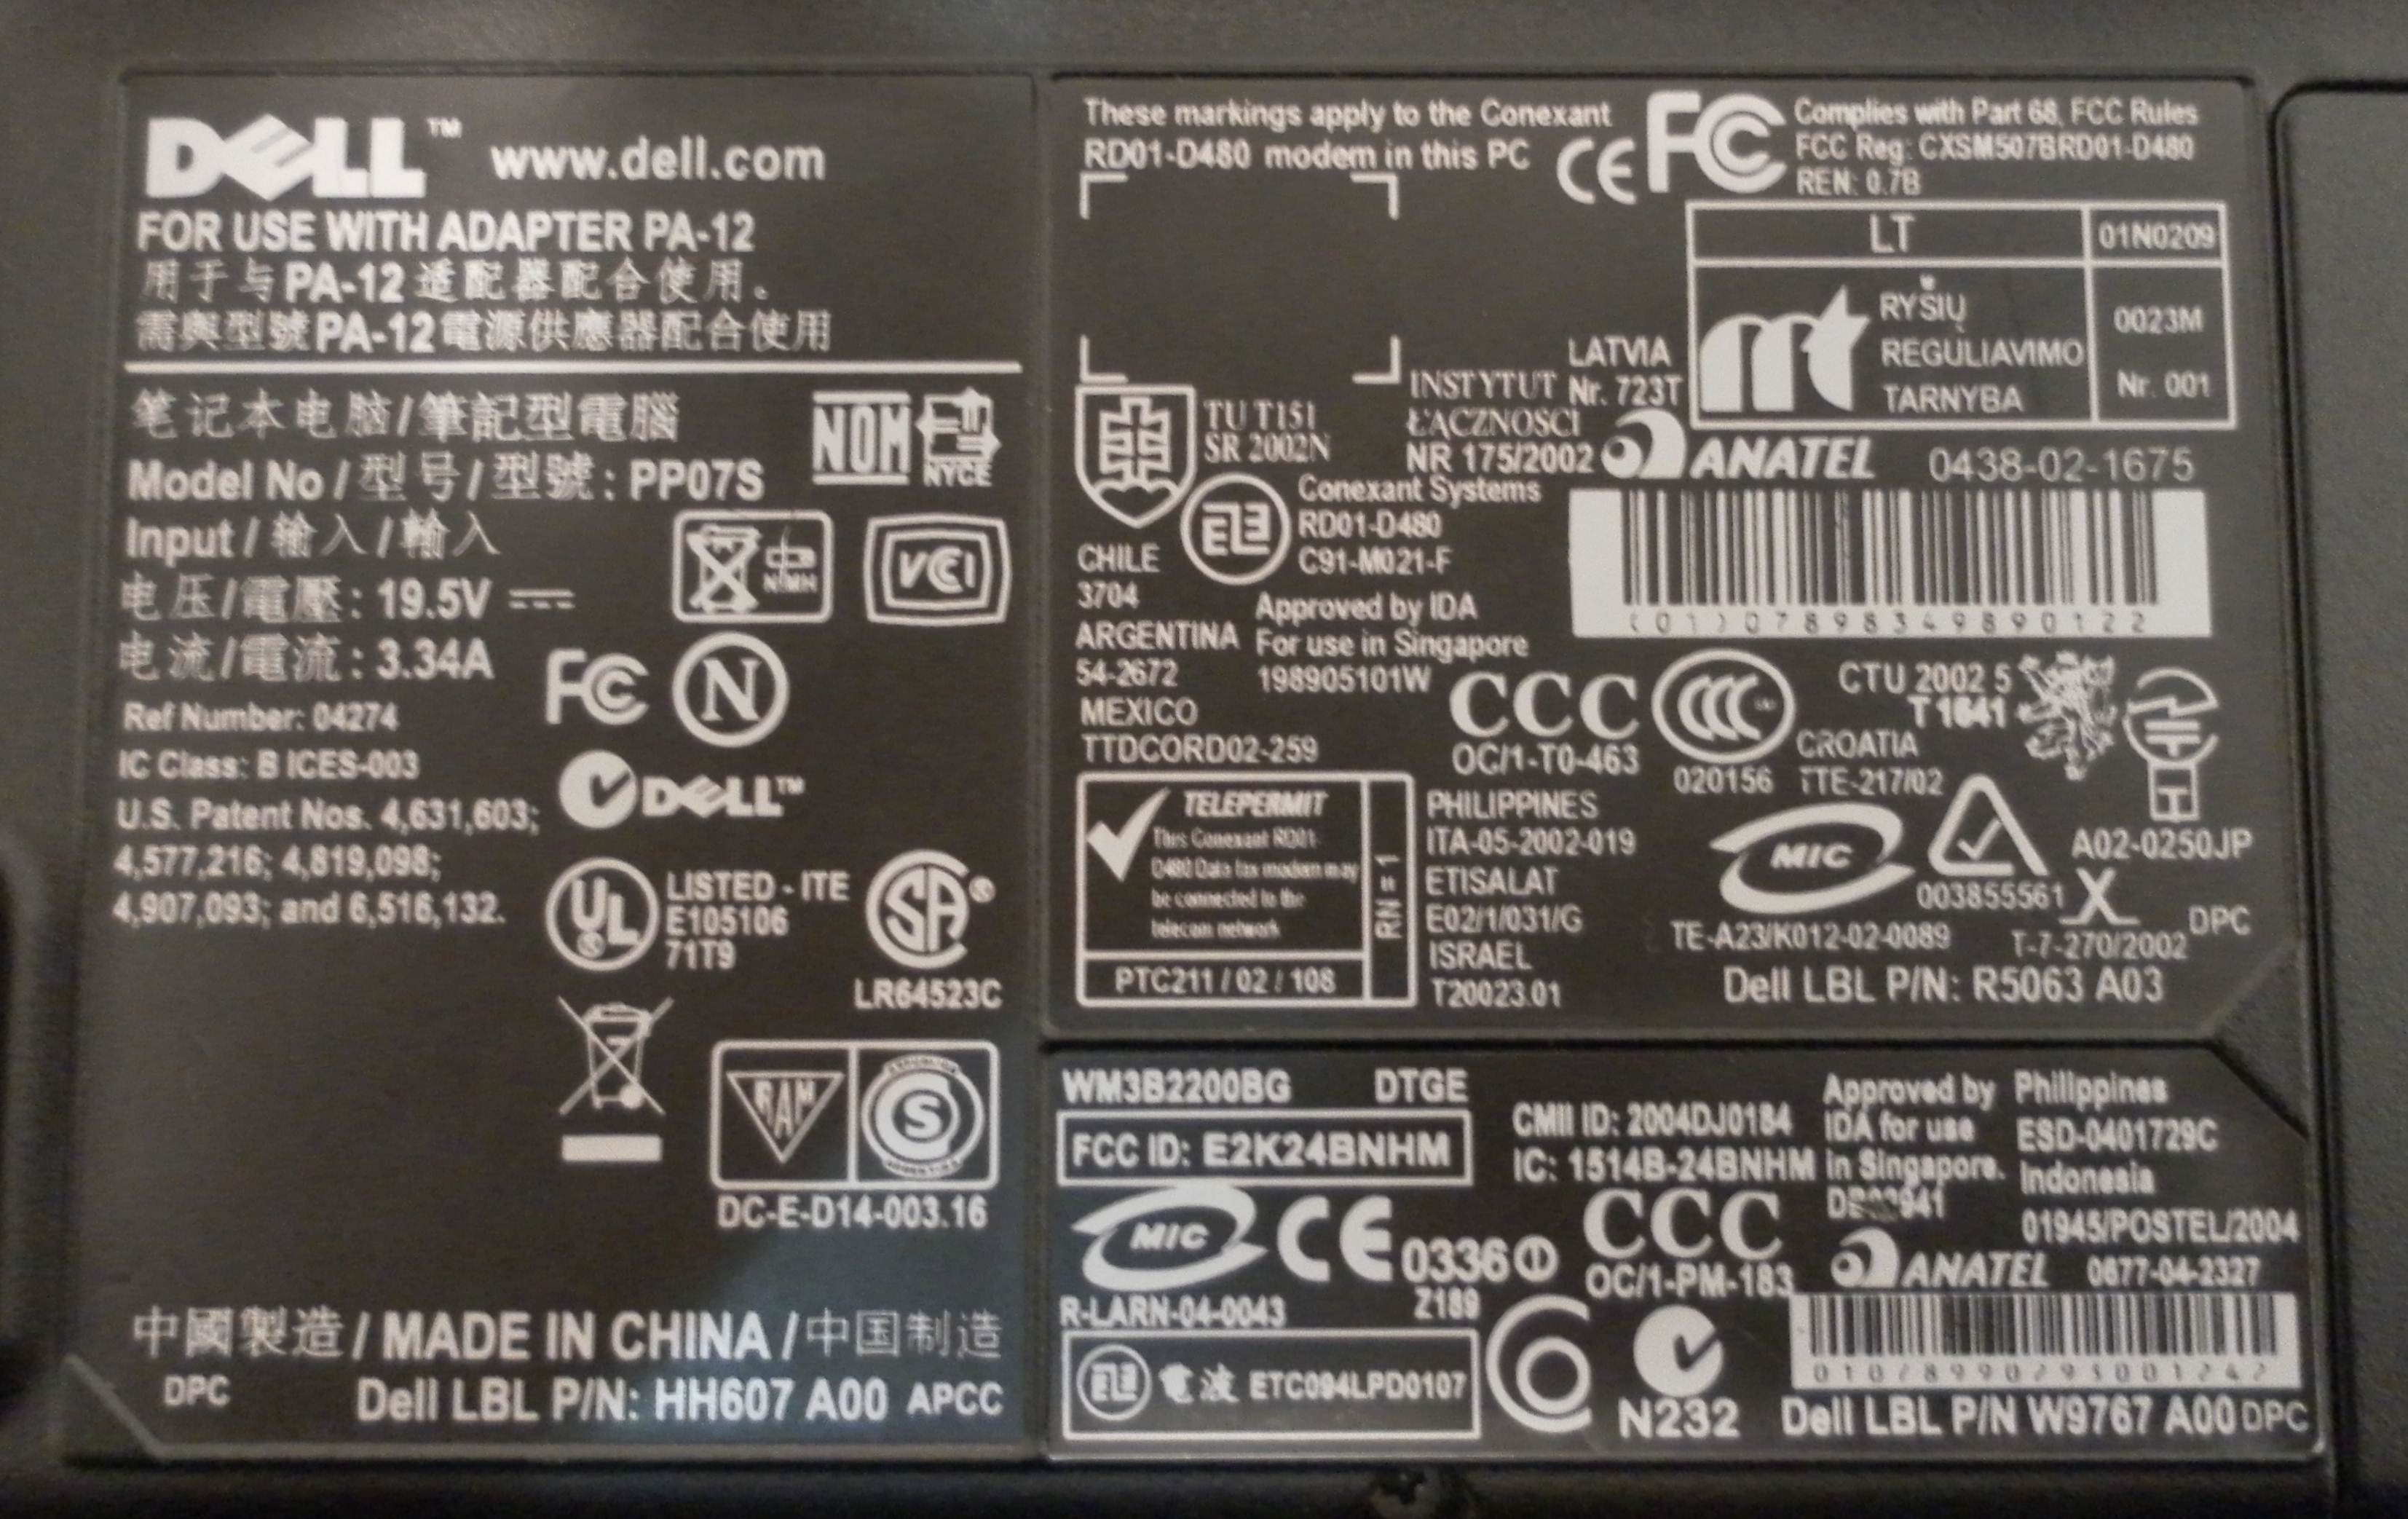 DELL™ www.dell.com
FOR USE WITH ADAPTER PA-12
用于与PA-12 适配器配合使用。
需與型號PA-12電源供應器配合使用
笔记本电脑/筆記型電腦
NOM
NYCE
Model No / 型号 / 型號: PP07S
Input / 输入 / 輸入
NiMH
VCI
电压/電壓: 19.5V
电流/電流: 3.34A
FC N
Ref Number: 04274
IC Class: B ICES-003
DELL™
U.S. Patent Nos. 4,631,603;
4,577,216; 4,819,098;
4,907,093; and 6,516,132.
UL ®
LISTED - ITE
E105106
71T9
SA ®
LR64523C
RAM S
DC-E-D14-003.16
中國製造 / MADE IN CHINA / 中国制造
DPC Dell LBL P/N: HH607 A00 APCC
These markings apply to the Conexant
RD01-D480 modem in this PC
CE FC
Complies with Part 68, FCC Rules
FCC Reg: CXSM507BRD01-D480
REN: 0.7B
LT 01N0209
RYŠIŲ
REGULIAVIMO
TARNYBA
0023M
Nr. 001
LATVIA
Nr. 723T
INSTYTUT
ŁĄCZNOSCI
NR 175/2002
TU T151
SR 2002N
ANATEL 0438-02-1675
(01)07898349890122
Conexant Systems
RD01-D480
C91-M021-F
CHILE
3704
ARGENTINA
54-2672
MEXICO
TTDCORD02-259
Approved by IDA
For use in Singapore
198905101W
CCC
OC/1-T0-463
CCC
020156
CTU 2002 5
T 1641
CROATIA
TTE-217/02
TELEPERMIT
This Conexant RD01-
D480 Data fax modem may
be connected to the
telecom network
RN = 1
PTC211 / 02 / 108
PHILIPPINES
ITA-05-2002-019
ETISALAT
E02/1/031/G
ISRAEL
T20023.01
MIC
TE-A23/K012-02-0089
003855561
A02-0250JP
X
T-7-270/2002
DPC
Dell LBL P/N: R5063 A03
WM3B2200BG DTGE
FCC ID: E2K24BNHM
CMII ID: 2004DJ0184
IC: 1514B-24BNHM
Approved by
IDA for use
in Singapore.
Philippines
ESD-0401729C
Indonesia
01945/POSTEL/2004
MIC
R-LARN-04-0043
CE 0336
Z189
CCC
OC/1-PM-183
ANATEL 0677-04-2327
電波 ETC094LPD0107
N232
Dell LBL P/N W9767 A00 DPC